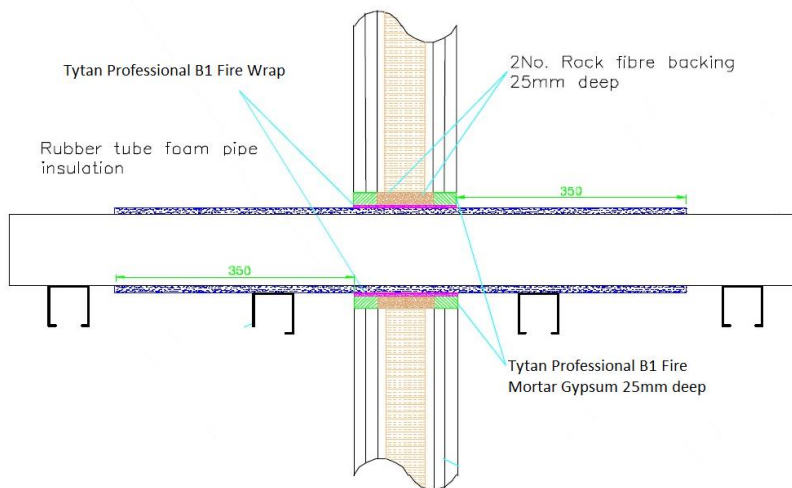 Tytan Professional B1 Fire Wrap
2No. Rock fibre backing
25mm deep
Rubber tube foam pipe
insulation
350
350
Tytan Professional B1 Fire
Mortar Gypsum 25mm deep